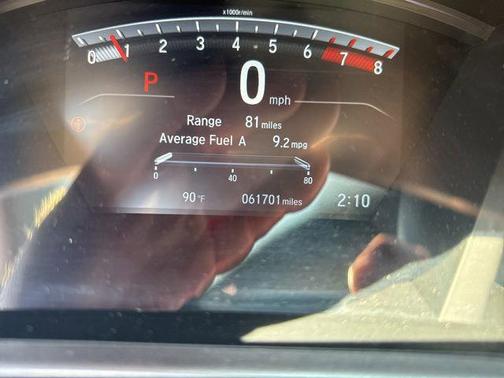 x1000r/min
0 1 2 3 4 5 6 7 8
P 0 mph
Range 81 miles
Average Fuel A 9.2 mpg
0 40 80
90°F 061701 miles 2:10